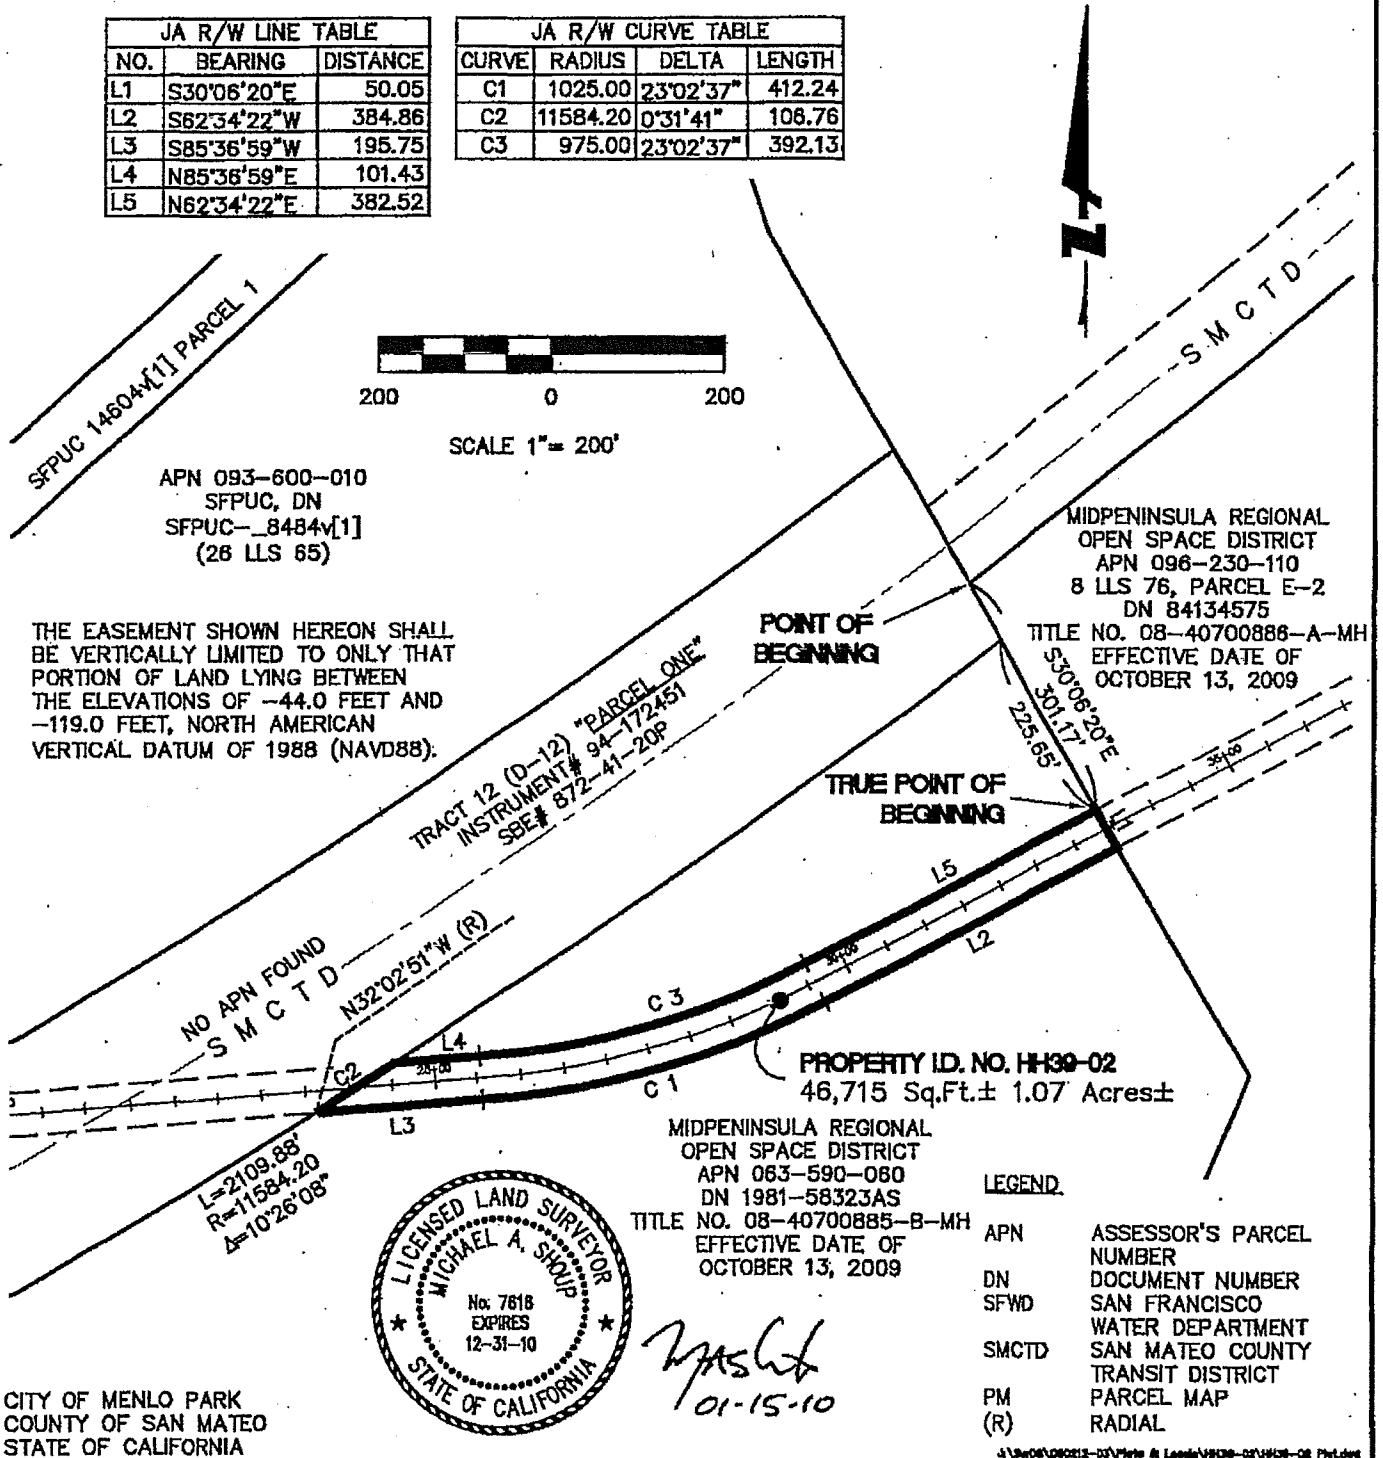 JA R/W LINE TABLE
NO. BEARING DISTANCE
L1 S30°06'20"E 50.05
L2 S62°34'22"W 384.86
L3 S85°36'59"W 195.75
L4 N85°36'59"E 101.43
L5 N62°34'22"E 382.52
JA R/W CURVE TABLE
CURVE RADIUS DELTA LENGTH
C1 1025.00 23°02'37" 412.24
C2 11584.20 0°31'41" 106.76
C3 975.00 23°02'37" 392.13
Z
SMCTD
SFPUC 14604v[1] PARCEL 1
200 0 200
SCALE 1"= 200'
APN 093-600-010
SFPUC, DN
SFPUC-_8484v[1]
(26 LLS 65)
MIDPENINSULA REGIONAL
OPEN SPACE DISTRICT
APN 096-230-110
8 LLS 76, PARCEL E-2
DN 84134575
TITLE NO. 08-40700886-A-MH
EFFECTIVE DATE OF
OCTOBER 13, 2009
THE EASEMENT SHOWN HEREON SHALL
BE VERTICALLY LIMITED TO ONLY THAT
PORTION OF LAND LYING BETWEEN
THE ELEVATIONS OF -44.0 FEET AND
-119.0 FEET, NORTH AMERICAN
VERTICAL DATUM OF 1988 (NAVD88).
POINT OF
BEGINNING
S30°06'20"E
301.17'
225.65'
TRACT 12 (D-12) "PARCEL ONE"
INSTRUMENT# 94-172451
SBE# 872-41-20P
TRUE POINT OF
BEGINNING
36+00
L1
L5
L2
30+00
NO APN FOUND
SMCTD
N32°02'51"W (R)
C 3
L4
C2
25+00
L3
C 1
PROPERTY I.D. NO. HH39-02
46,715 Sq.Ft.± 1.07 Acres±
L=2109.88'
R=11584.20
Δ=10°26'08"
MIDPENINSULA REGIONAL
OPEN SPACE DISTRICT
APN 063-590-060
DN 1981-58323AS
TITLE NO. 08-40700885-B-MH
EFFECTIVE DATE OF
OCTOBER 13, 2009
LICENSED LAND SURVEYOR
MICHAEL A. SHOUP
No. 7618
EXPIRES
12-31-10
STATE OF CALIFORNIA
01-15-10
LEGEND
APN ASSESSOR'S PARCEL
NUMBER
DN DOCUMENT NUMBER
SFWD SAN FRANCISCO
WATER DEPARTMENT
SMCTD SAN MATEO COUNTY
TRANSIT DISTRICT
PM PARCEL MAP
(R) RADIAL
CITY OF MENLO PARK
COUNTY OF SAN MATEO
STATE OF CALIFORNIA